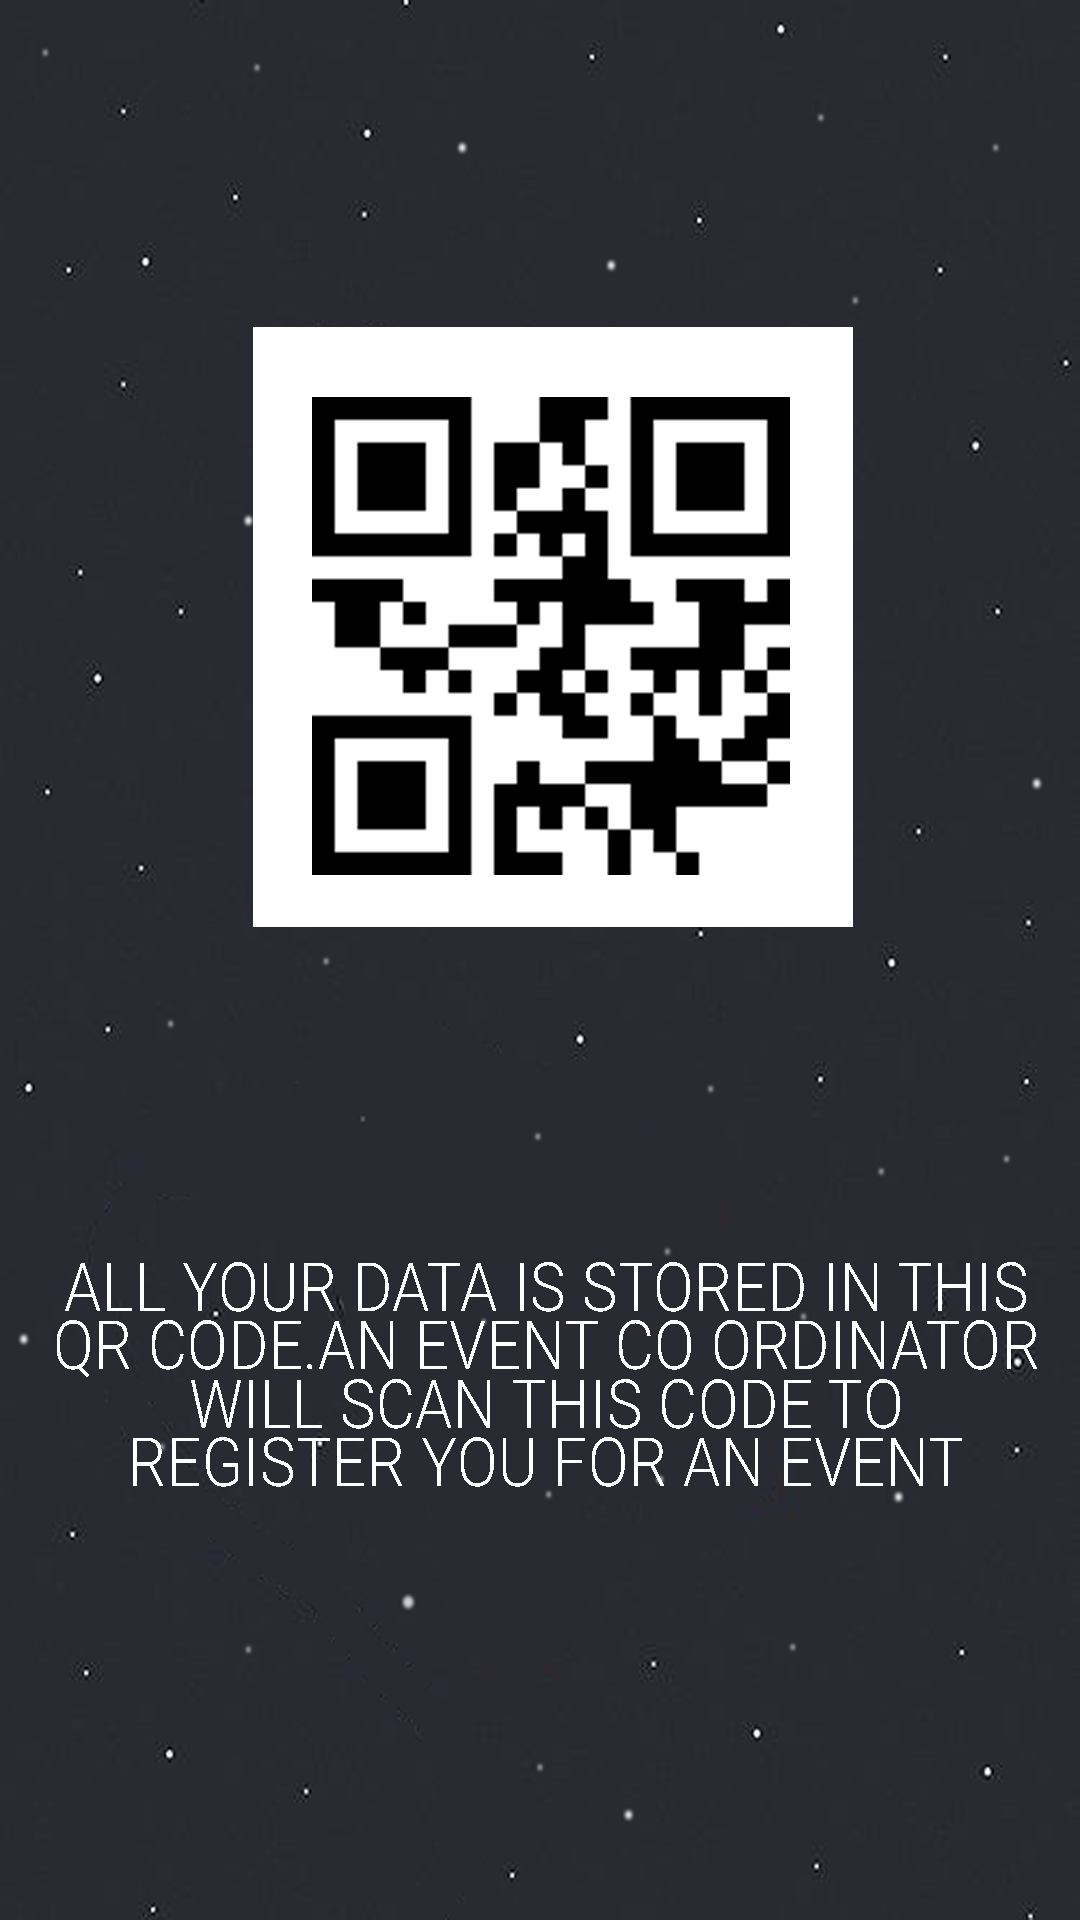 ALL YOUR DATA IS STORED IN THIS
QR CODE.AN EVENT CO ORDINATOR
WILL SCAN THIS CODE TO
REGISTER YOU FOR AN EVENT